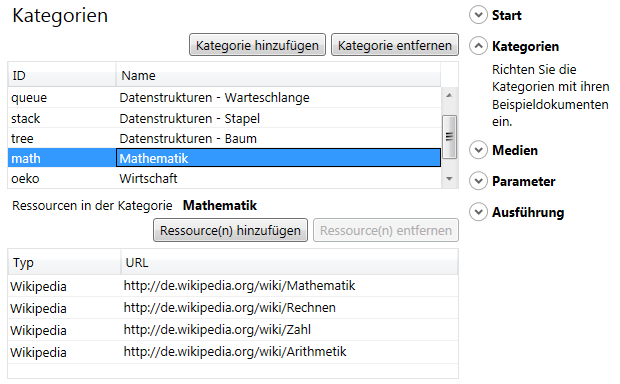 Kategorien
Kategorie hinzufügen Kategorie entfernen
ID Name
queue Datenstrukturen - Warteschlange
stack Datenstrukturen - Stapel
tree Datenstrukturen - Baum
math Mathematik
oeko Wirtschaft
Ressourcen in der Kategorie Mathematik
Ressource(n) hinzufügen Ressource(n) entfernen
Typ URL
Wikipedia http://de.wikipedia.org/wiki/Mathematik
Wikipedia http://de.wikipedia.org/wiki/Rechnen
Wikipedia http://de.wikipedia.org/wiki/Zahl
Wikipedia http://de.wikipedia.org/wiki/Arithmetik
Start
Kategorien
Richten Sie die
Kategorien mit ihren
Beispieldokumenten
ein.
Medien
Parameter
Ausführung